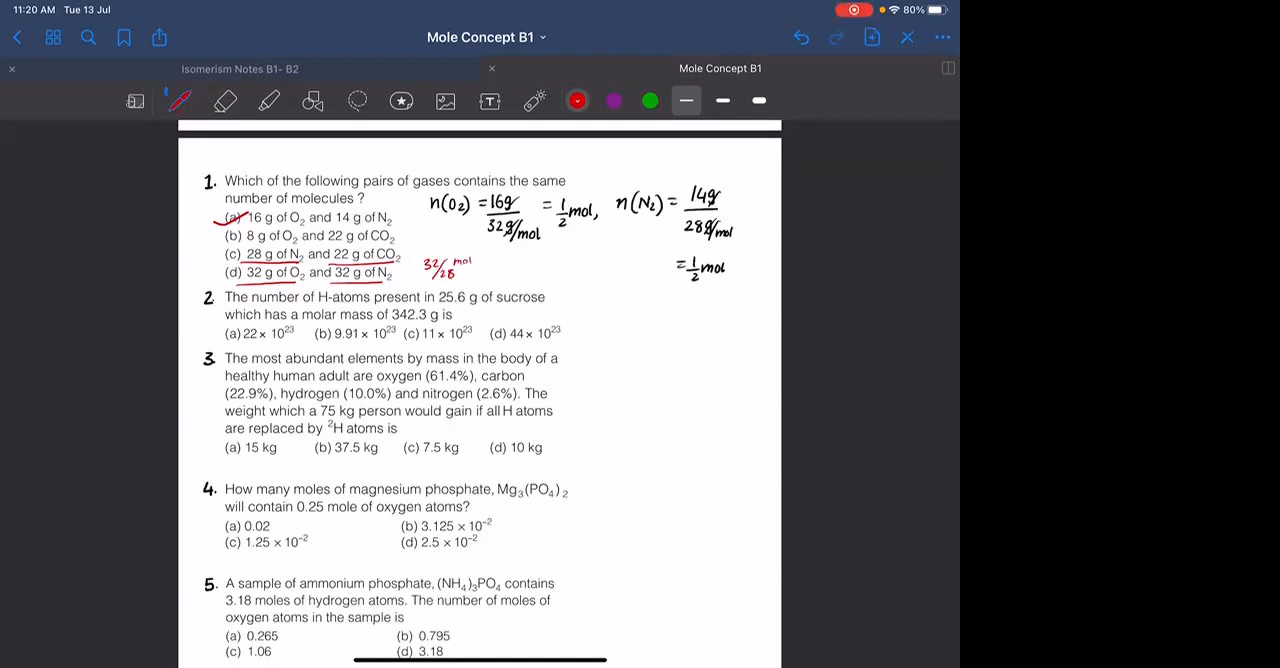 11:20 AM Tue 13 Jul
80%
Mole Concept B1
Isomerism Notes B1- B2
Mole Concept B1
1. Which of the following pairs of gases contains the same
number of molecules ?
(a) 16 g of O₂ and 14 g of N₂
(b) 8 g of O₂ and 22 g of CO₂
(c) 28 g of N₂ and 22 g of CO₂
(d) 32 g of O₂ and 32 g of N₂
n(O₂) = 16g / 32g/mol = 1/2 mol, n(N₂) = 14g / 28g/mol
= 1/2 mol
32/28 mol
2. The number of H-atoms present in 25.6 g of sucrose
which has a molar mass of 342.3 g is
(a) 22 × 10²³ (b) 9.91 × 10²³ (c) 11 × 10²³ (d) 44 × 10²³
3. The most abundant elements by mass in the body of a
healthy human adult are oxygen (61.4%), carbon
(22.9%), hydrogen (10.0%) and nitrogen (2.6%). The
weight which a 75 kg person would gain if all H atoms
are replaced by ²H atoms is
(a) 15 kg (b) 37.5 kg (c) 7.5 kg (d) 10 kg
4. How many moles of magnesium phosphate, Mg₃(PO₄)₂
will contain 0.25 mole of oxygen atoms?
(a) 0.02 (b) 3.125 × 10⁻²
(c) 1.25 × 10⁻² (d) 2.5 × 10⁻²
5. A sample of ammonium phosphate, (NH₄)₃PO₄ contains
3.18 moles of hydrogen atoms. The number of moles of
oxygen atoms in the sample is
(a) 0.265 (b) 0.795
(c) 1.06 (d) 3.18